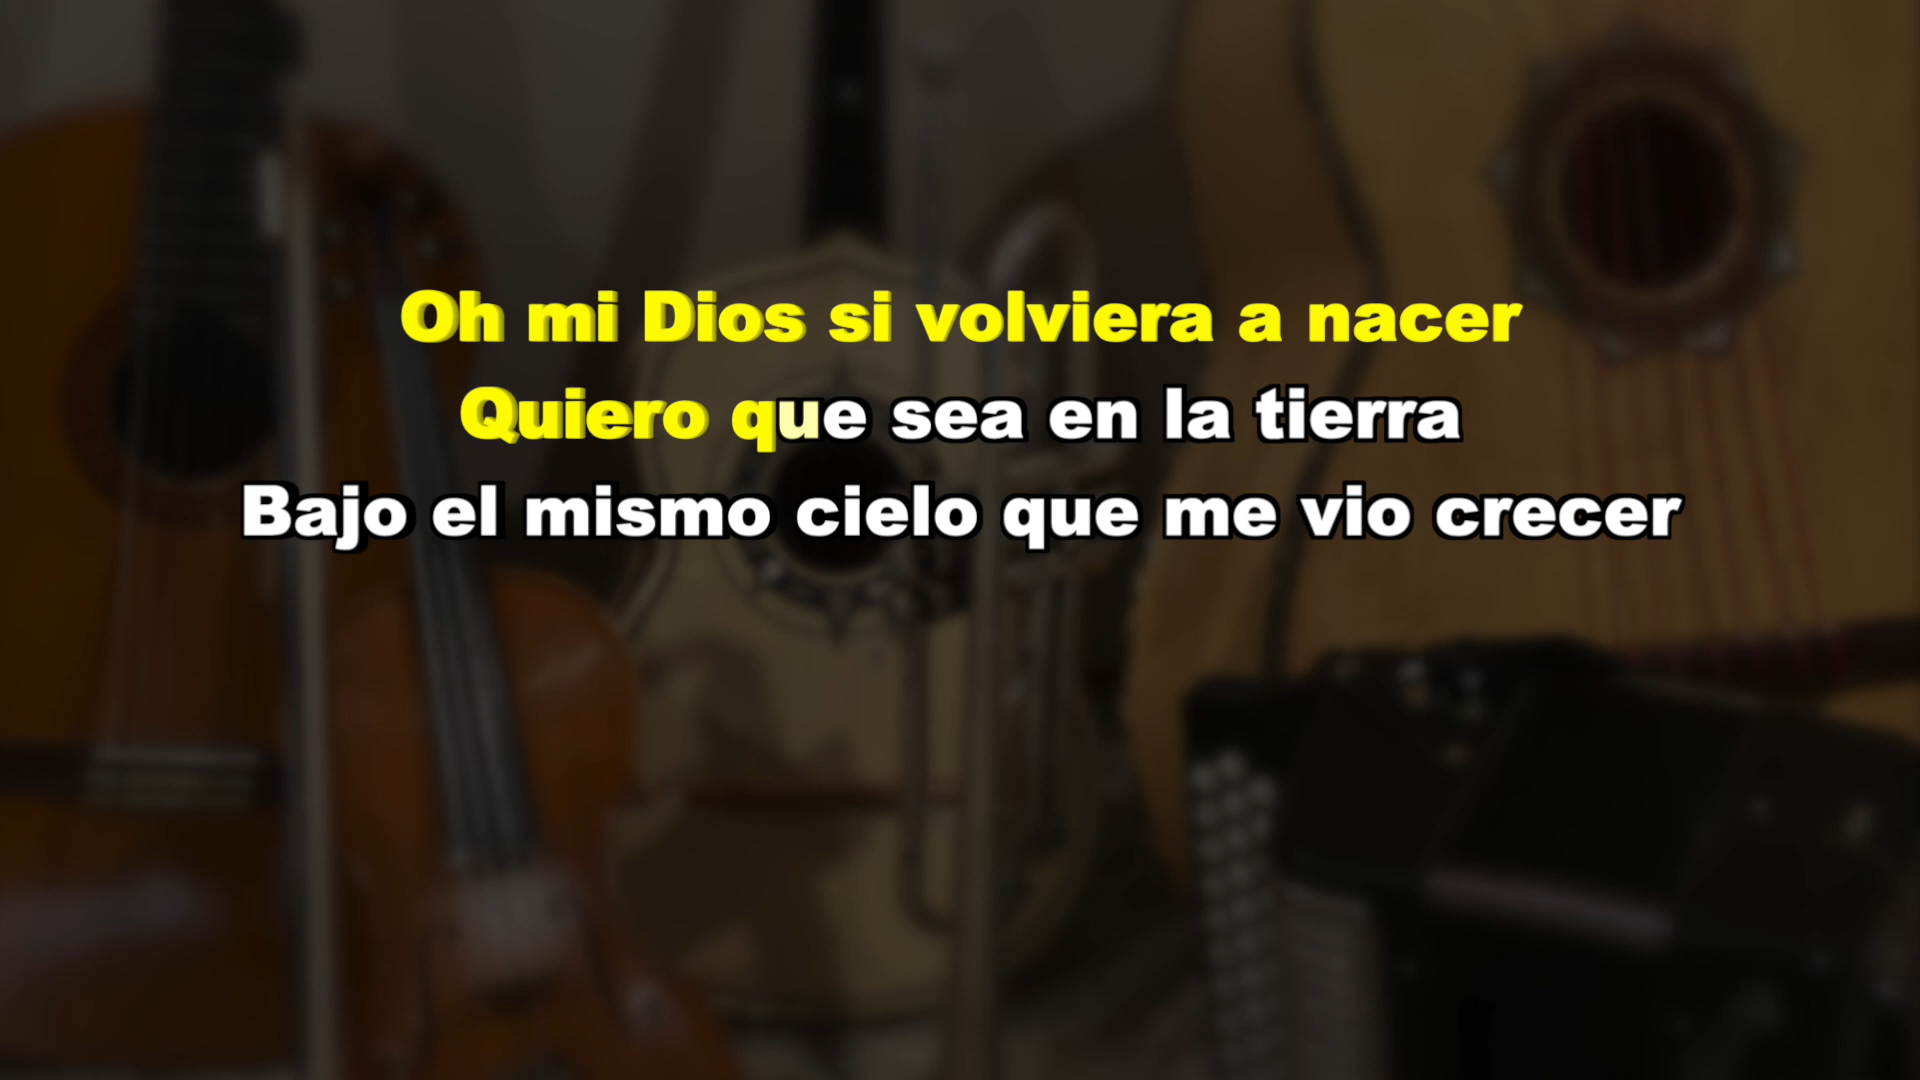 Oh mi Dios si volviera a nacer
Quiero que sea en la tierra
Bajo el mismo cielo que me vio crecer